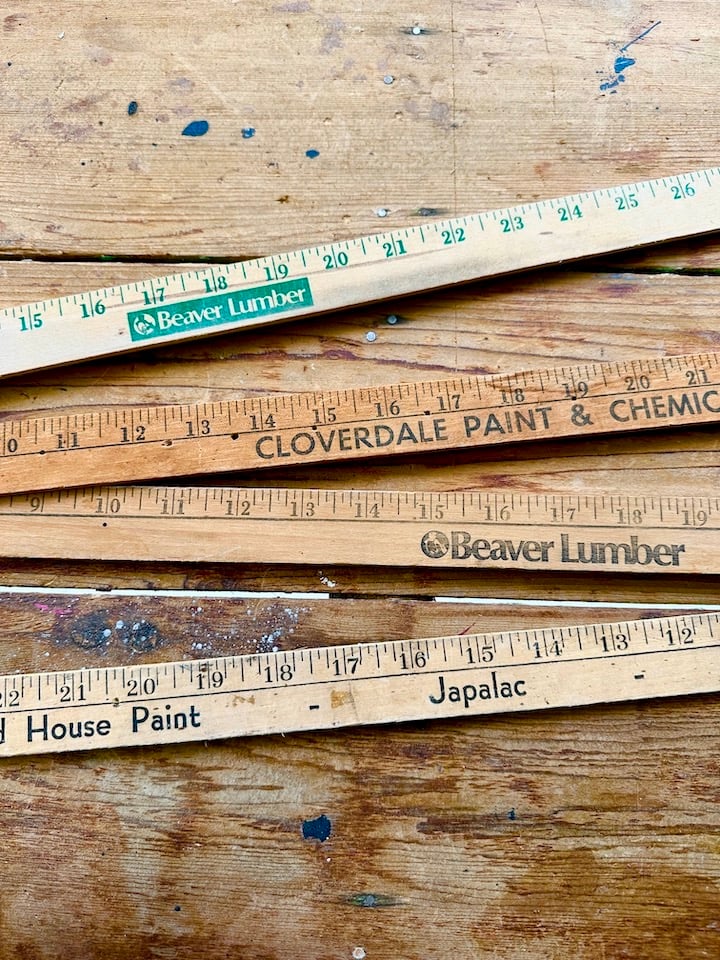 15 16 17 18 19 20 21 22 23 24 25 26
Beaver Lumber
0 11 12 13 14 15 16 17 18 19 20 21
CLOVERDALE PAINT & CHEMIC
9 10 11 12 13 14 15 16 17 18 19
Beaver Lumber
22 21 20 19 18 17 16 15 14 13 12
d House Paint - Japalac -